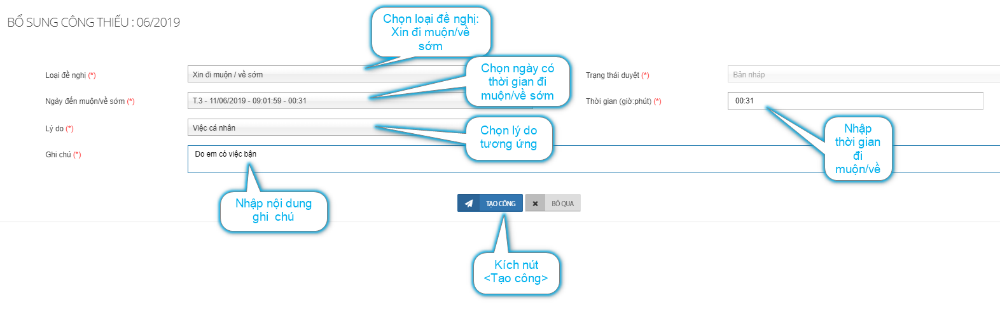 BỔ SUNG CÔNG THIẾU : 06/2019
Chọn loại đề nghị:
Xin đi muộn/về
sớm
Loại đề nghị (*)
Xin đi muộn / về sớm
Trạng thái duyệt (*)
Bản nháp
Chọn ngày có
thời gian đi
muộn/về sớm
Ngày đến muộn/về sớm (*)
T.3 - 11/06/2019 - 09:01:59 - 00:31
Thời gian (giờ:phút) (*)
00:31
Lý do (*)
Việc cá nhân
Chọn lý do
tương ứng
Nhập
thời gian
đi
muộn/về
Ghi chú (*)
Do em có việc bận
Nhập nội dung
ghi chú
TẠO CÔNG
BỎ QUA
Kích nút
<Tạo công>